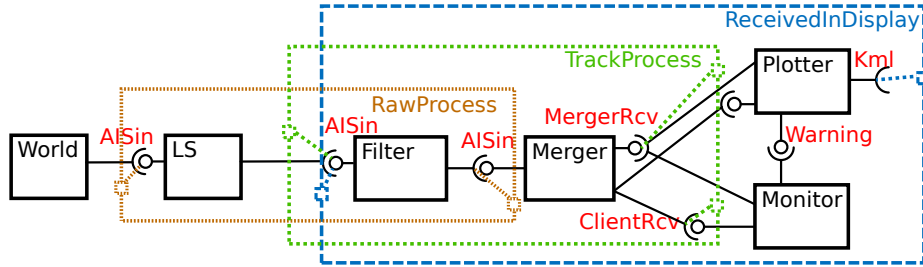 ReceivedInDisplay
TrackProcess
Plotter
Kml
RawProcess
MergerRcv
AISin
AISin
AISin
Warning
World
LS
Filter
Merger
Monitor
ClientRcv